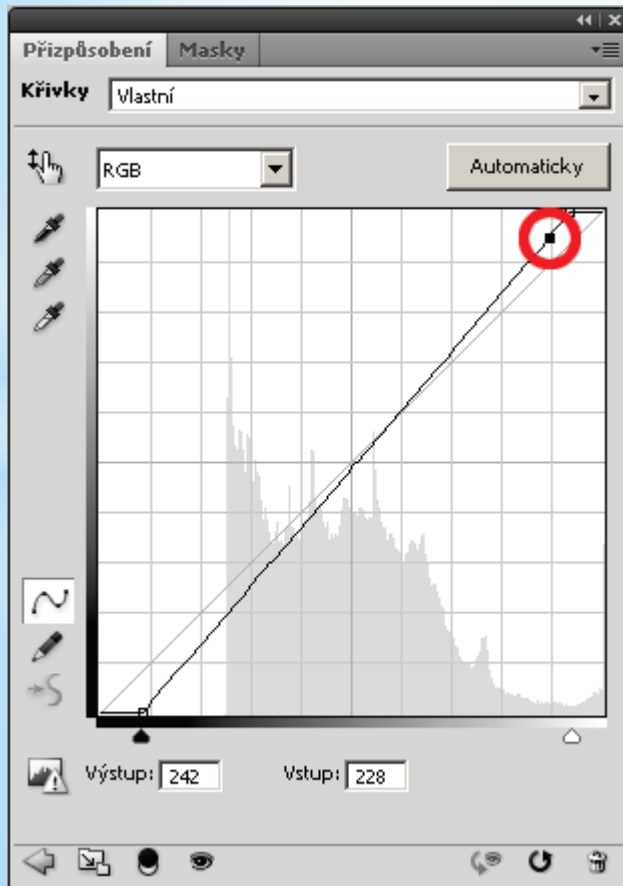 Přizpůsobení Masky
Křivky Vlastní
RGB Automaticky
Výstup: 242 Vstup: 228